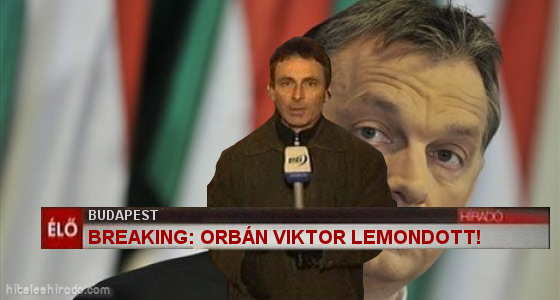 BUDAPEST
HÍRADÓ
ÉLŐ
BREAKING: ORBÁN VIKTOR LEMONDOTT!
hiteleshirado.com